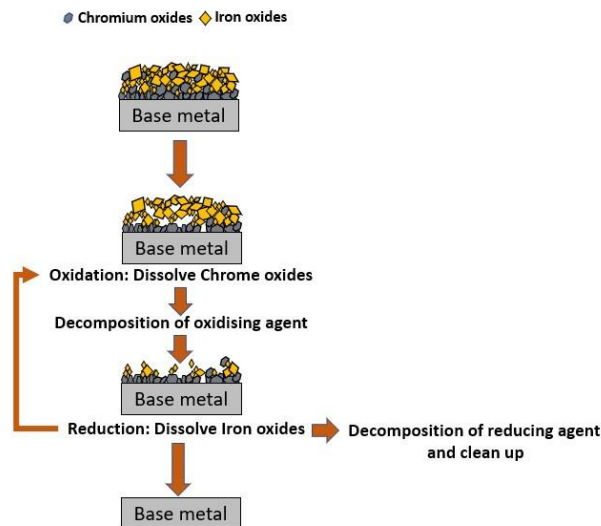 Chromium oxides Iron oxides
Base metal
Base metal
Oxidation: Dissolve Chrome oxides
Decomposition of oxidising agent
Base metal
Reduction: Dissolve Iron oxides
Decomposition of reducing agent
and clean up
Base metal